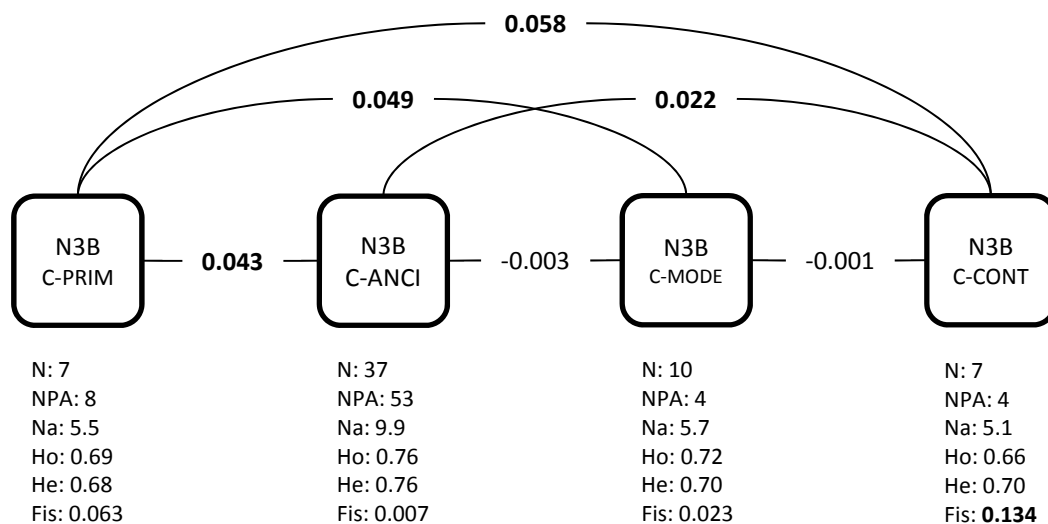 0.058
0.049
0.022
N3B
C-PRIM
0.043
N3B
C-ANCI
-0.003
N3B
C-MODE
-0.001
N3B
C-CONT
N: 7
NPA: 8
Na: 5.5
Ho: 0.69
He: 0.68
Fis: 0.063
N: 37
NPA: 53
Na: 9.9
Ho: 0.76
He: 0.76
Fis: 0.007
N: 10
NPA: 4
Na: 5.7
Ho: 0.72
He: 0.70
Fis: 0.023
N: 7
NPA: 4
Na: 5.1
Ho: 0.66
He: 0.70
Fis: 0.134